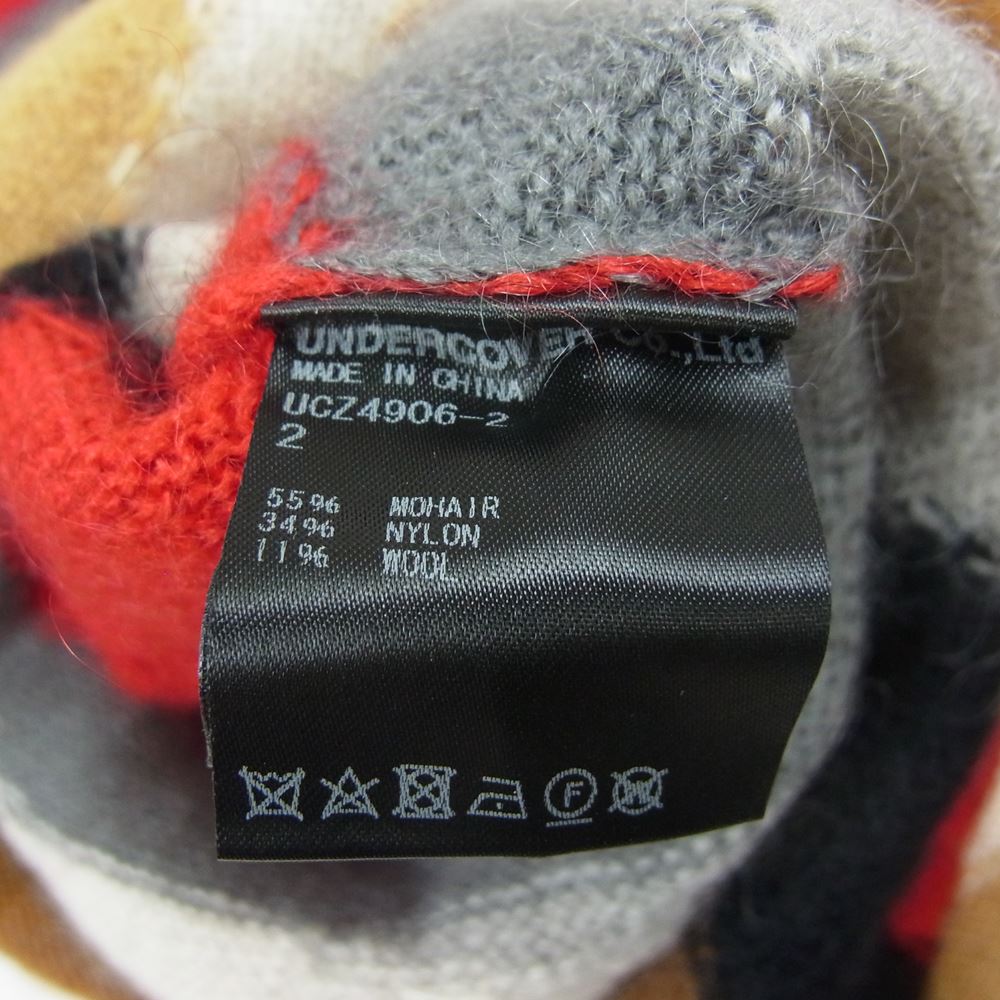 UNDERCOVER Co.,Ltd
MADE IN CHINA
UCZ4906-2
2
55% MOHAIR
34% NYLON
11% WOOL
F
W